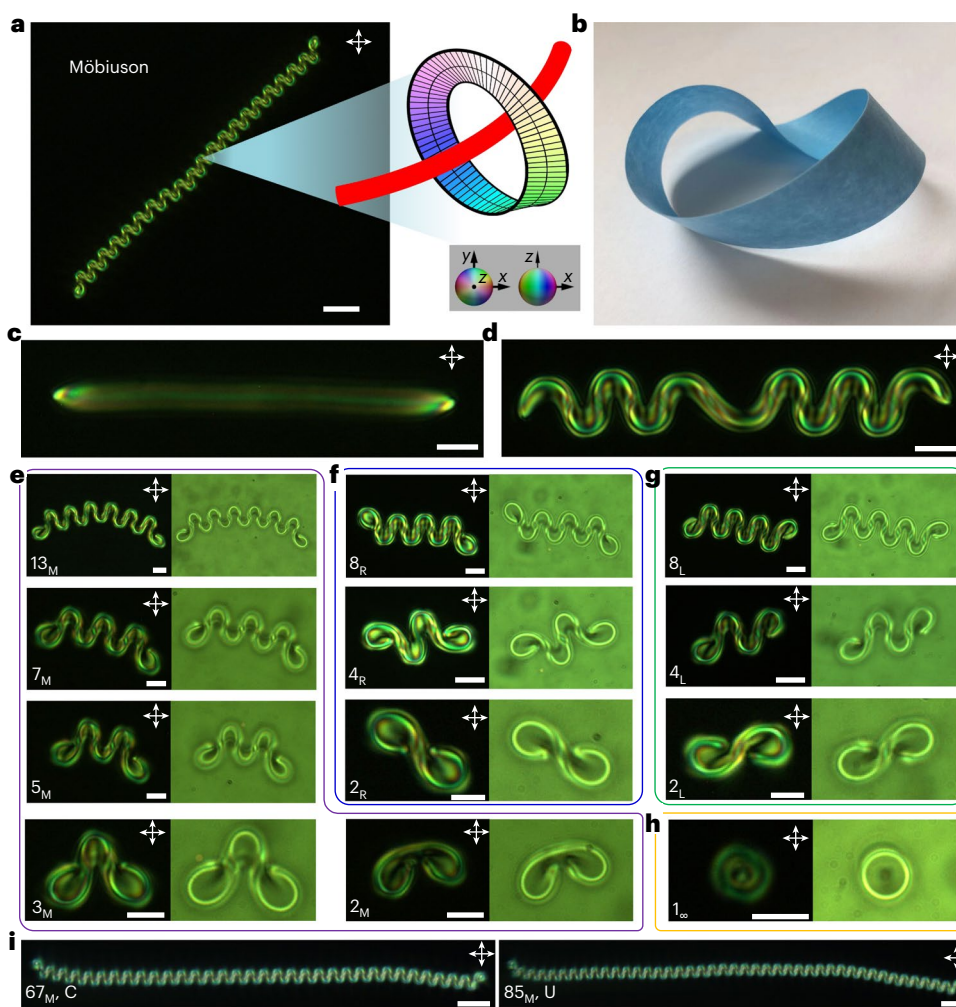 a
b
Möbiuson
y
z
x
z
x
c
d
e
f
g
13M
8R
8L
7M
4R
4L
5M
2R
2L
h
3M
2M
1∞
i
67M, C
85M, U